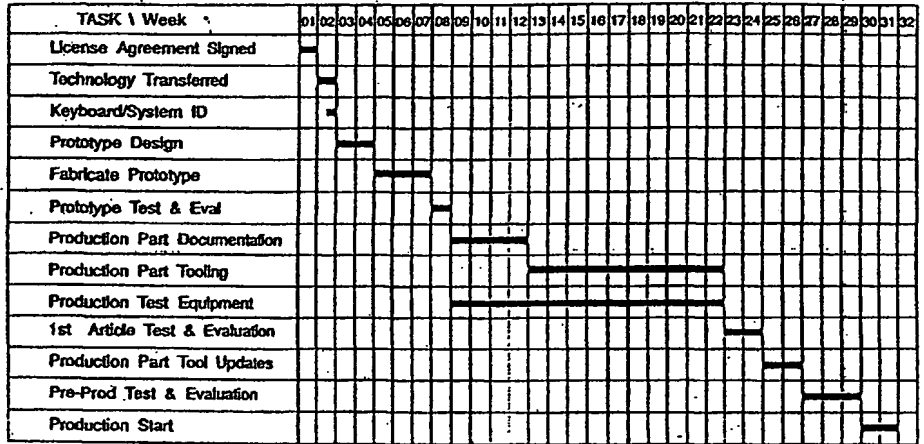 TASK \ Week 01 02 03 04 05 06 07 08 09 10 11 12 13 14 15 16 17 18 19 20 21 22 23 24 25 26 27 28 29 30 31 32
License Agreement Signed
Technology Transferred
Keyboard/System ID
Prototype Design
Fabricate Prototype
Prototype Test & Eval
Production Part Documentation
Production Part Tooling
Production Test Equipment
1st Article Test & Evaluation
Production Part Tool Updates
Pre-Prod Test & Evaluation
Production Start